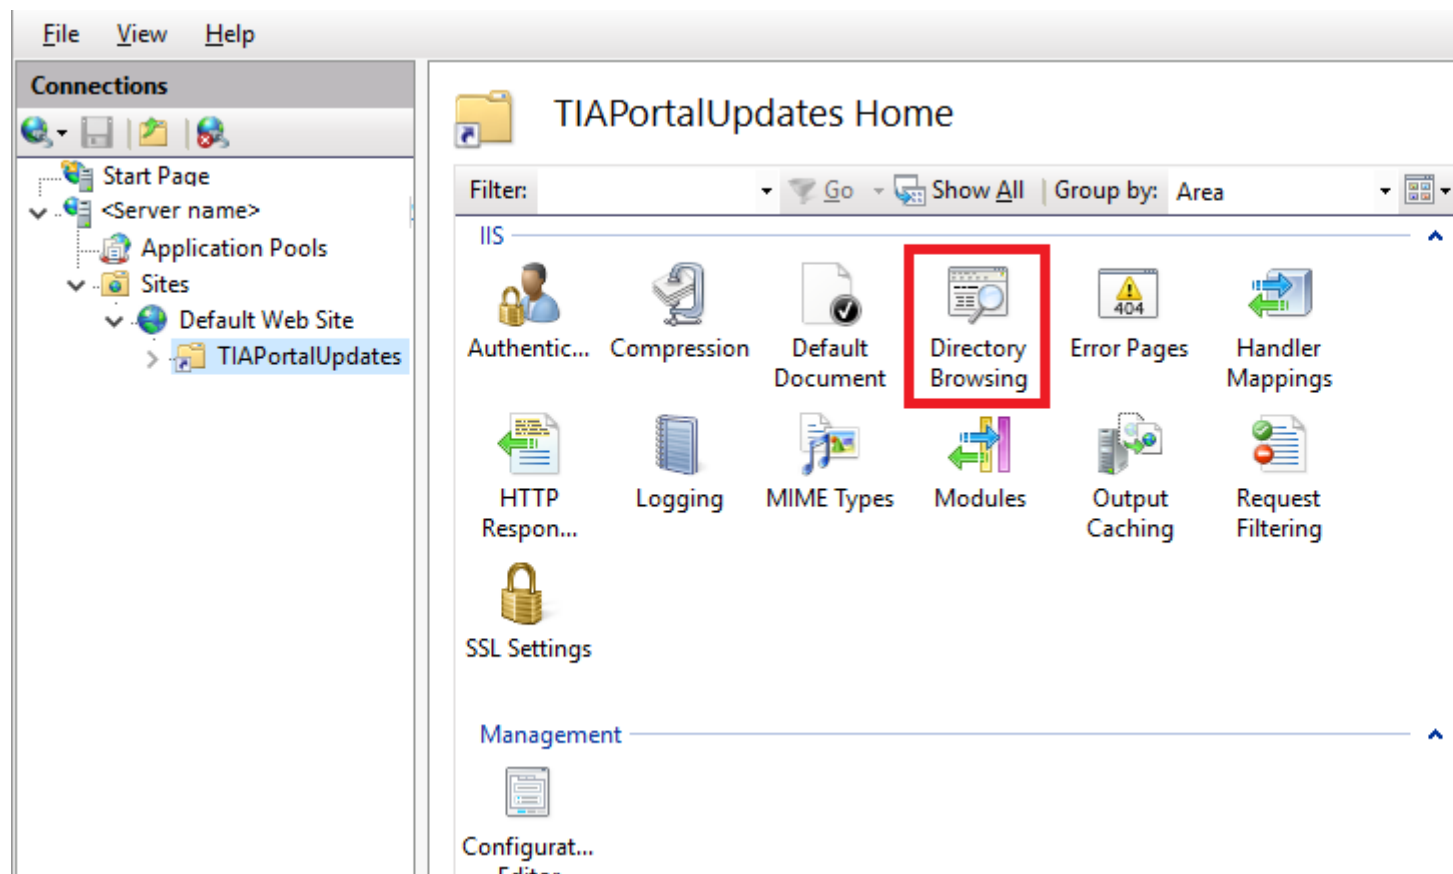 File View Help
Connections
Start Page
<Server name>
Application Pools
Sites
Default Web Site
TIAPortalUpdates
TIAPortalUpdates Home
Filter: Go Show All Group by: Area
IIS
Authentic... Compression Default Document Directory Browsing Error Pages Handler Mappings
HTTP Respon... Logging MIME Types Modules Output Caching Request Filtering
SSL Settings
Management
Configurat...
Editor
404